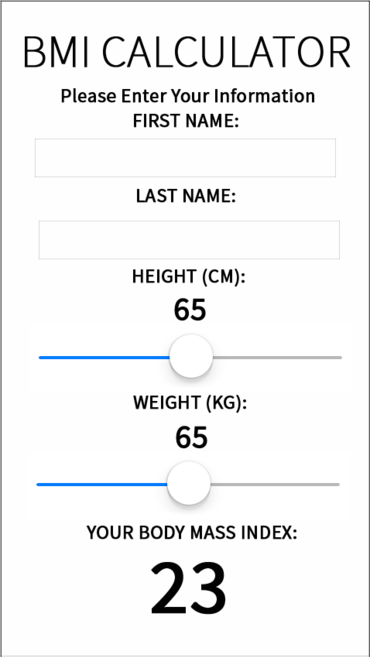 BMI CALCULATOR
Please Enter Your Information
FIRST NAME:
LAST NAME:
HEIGHT (CM):
65
WEIGHT (KG):
65
YOUR BODY MASS INDEX:
23